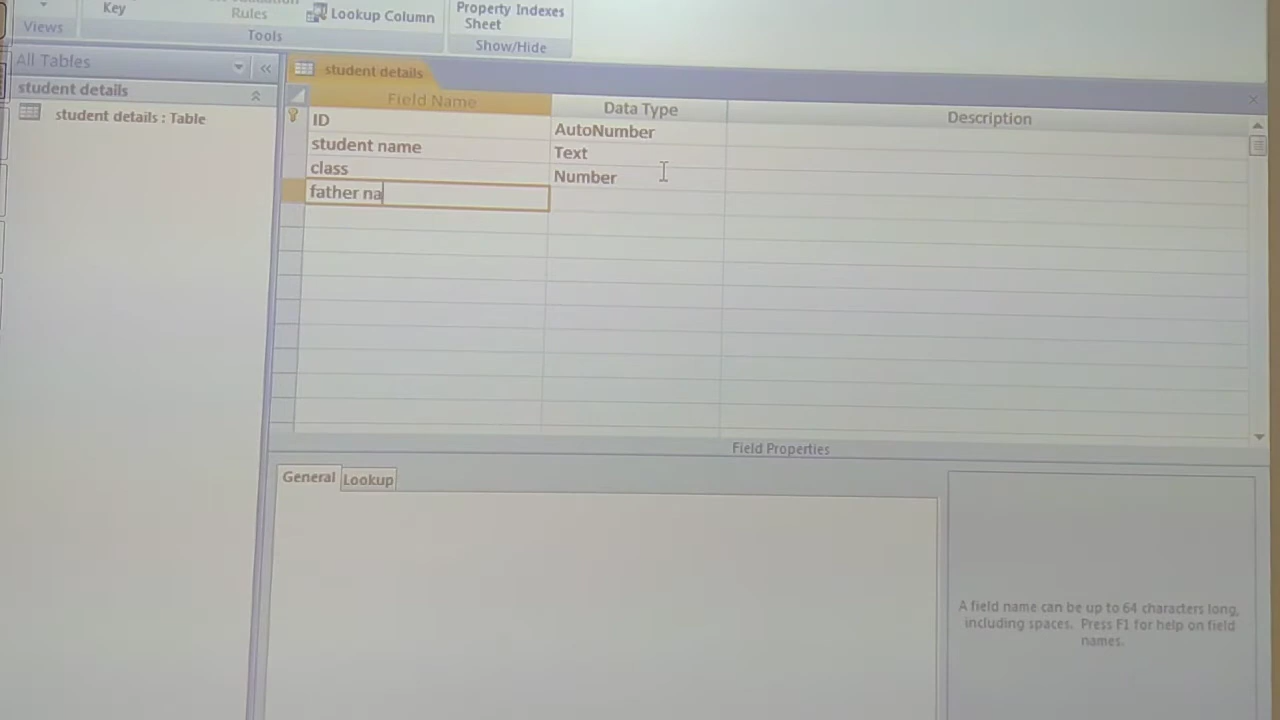 Views
Key
Rules
Lookup Column
Tools
Property Indexes
Sheet
Show/Hide
All Tables
«
student details
student details : Table
student details
Field Name
Data Type
Description
ID
AutoNumber
student name
Text
class
Number
father na
Field Properties
General
Lookup
A field name can be up to 64 characters long,
including spaces. Press F1 for help on field
names.